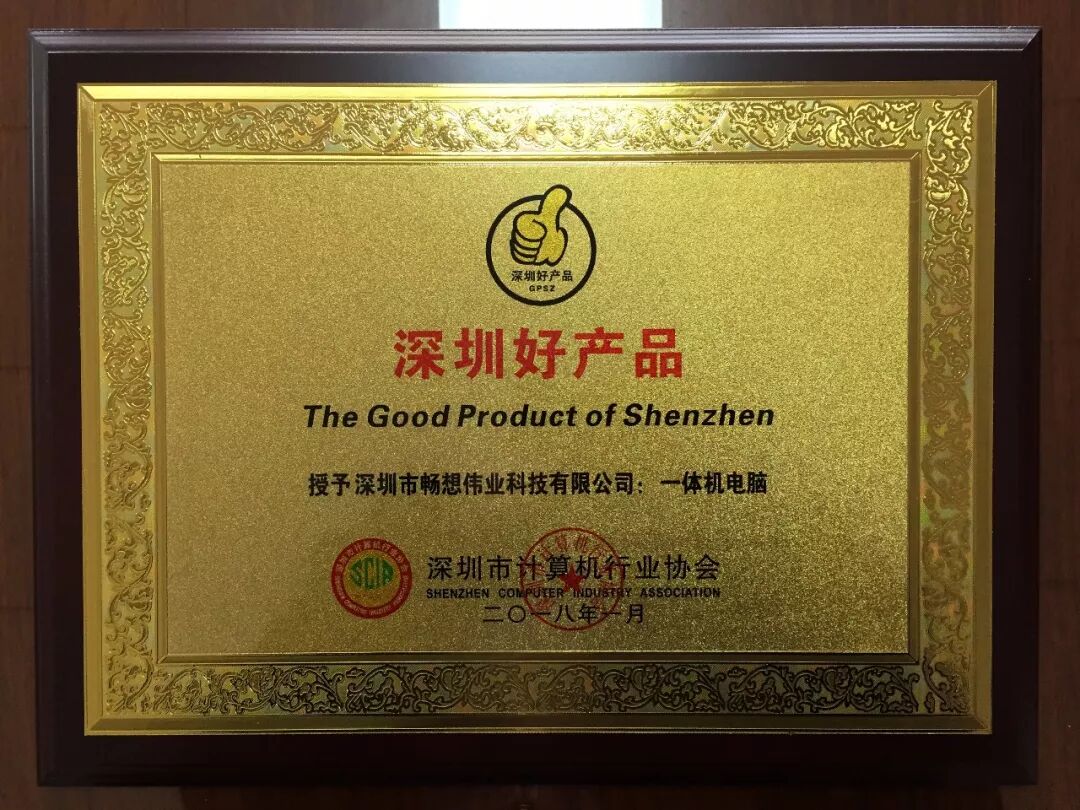 深圳好产品
GPSZ
深圳好产品
The Good Product of Shenzhen
授予 深圳市畅想伟业科技有限公司：一体机电脑
SCIA
深圳市计算机行业协会
SHENZHEN COMPUTER INDUSTRY ASSOCIATION
二〇一八年一月